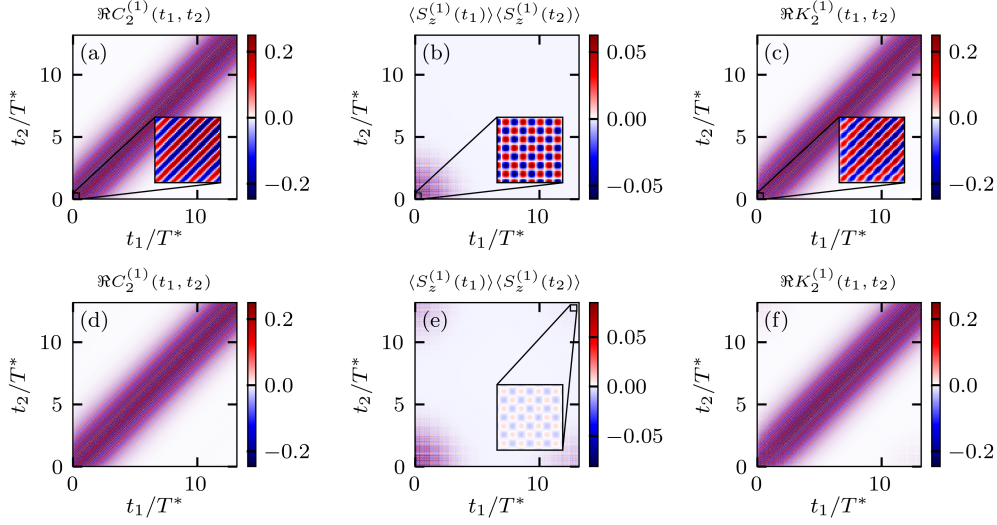 ℜC₂⁽¹⁾(t₁, t₂)
⟨S_z⁽¹⁾(t₁)⟩⟨S_z⁽¹⁾(t₂)⟩
ℜK₂⁽¹⁾(t₁, t₂)
(a)
0.2
0.0
−0.2
10
5
0
t₂/T*
0
10
t₁/T*
(b)
0.05
0.00
−0.05
10
5
0
t₂/T*
0
10
t₁/T*
(c)
0.2
0.0
−0.2
10
5
0
t₂/T*
0
10
t₁/T*
ℜC₂⁽¹⁾(t₁, t₂)
⟨S_z⁽¹⁾(t₁)⟩⟨S_z⁽¹⁾(t₂)⟩
ℜK₂⁽¹⁾(t₁, t₂)
(d)
0.2
0.0
−0.2
10
5
0
t₂/T*
0
10
t₁/T*
(e)
0.05
0.00
−0.05
10
5
0
t₂/T*
0
10
t₁/T*
(f)
0.2
0.0
−0.2
10
5
0
t₂/T*
0
10
t₁/T*